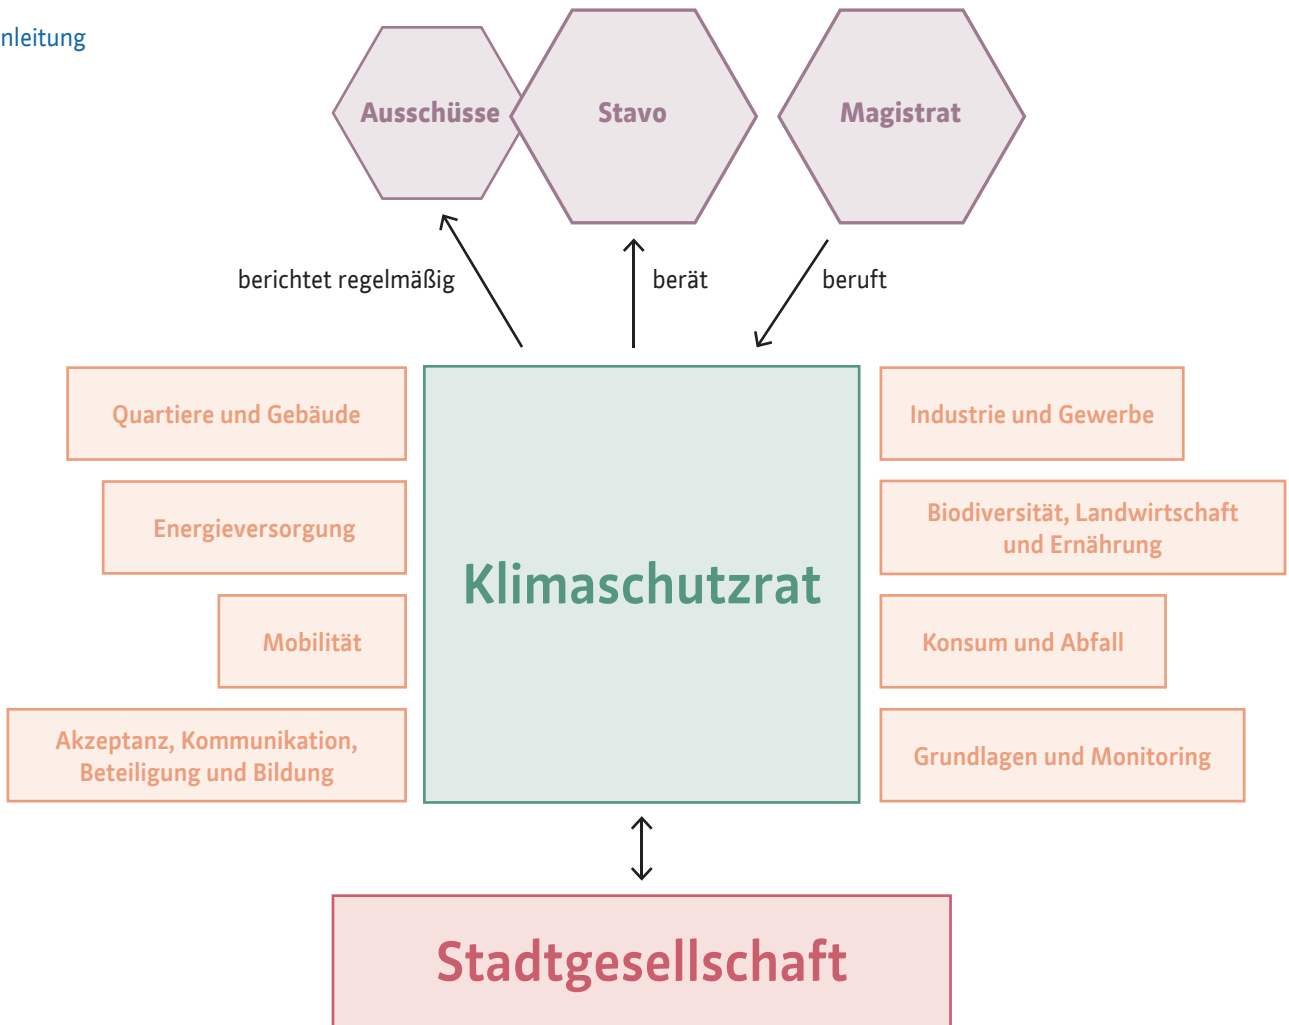 nleitung
Ausschüsse
Stavo
Magistrat
berichtet regelmäßig
berät
beruft
Quartiere und Gebäude
Energieversorgung
Mobilität
Akzeptanz, Kommunikation,
Beteiligung und Bildung
Klimaschutzrat
Industrie und Gewerbe
Biodiversität, Landwirtschaft
und Ernährung
Konsum und Abfall
Grundlagen und Monitoring
Stadtgesellschaft